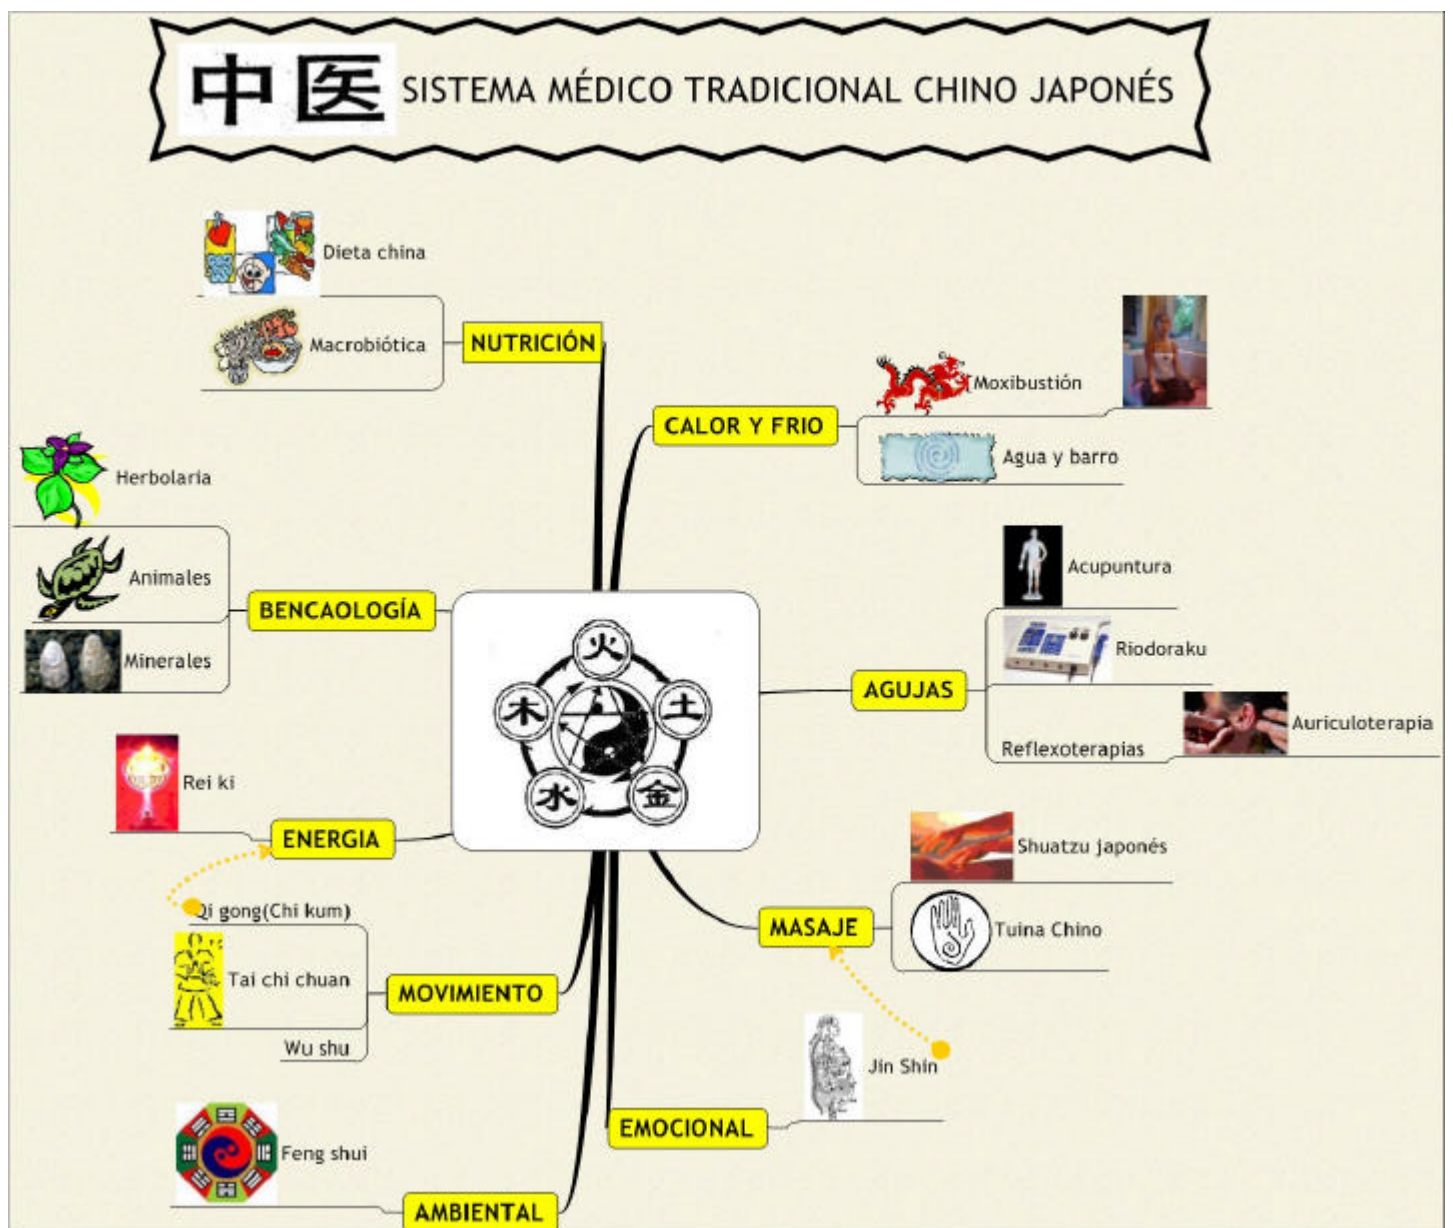 中医 SISTEMA MÉDICO TRADICIONAL CHINO JAPONÉS
Dieta china
Macrobiótica
NUTRICIÓN
Herbolaria
Animales
Minerales
BENCAOLOGÍA
Rei ki
ENERGIA
Qi gong(Chi kum)
Tai chi chuan
Wu shu
MOVIMIENTO
Feng shui
AMBIENTAL
火
木
土
水
金
CALOR Y FRIO
Moxibustión
Agua y barro
AGUJAS
Acupuntura
Riodoraku
Reflexoterapias
Auriculoterapia
MASAJE
Shuatzu japonés
Tuina Chino
EMOCIONAL
Jin Shin